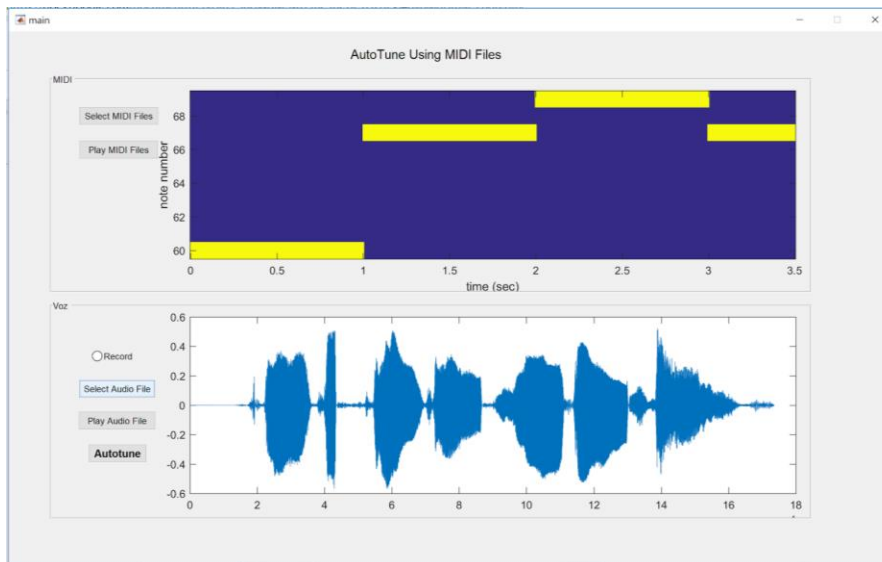 main
AutoTune Using MIDI Files
MIDI
Select MIDI Files
Play MIDI Files
note number
68
66
64
62
60
0 0.5 1 1.5 2 2.5 3 3.5
time (sec)
Voz
Record
Select Audio File
Play Audio File
Autotune
0.6
0.4
0.2
0
-0.2
-0.4
-0.6
0 2 4 6 8 10 12 14 16 18